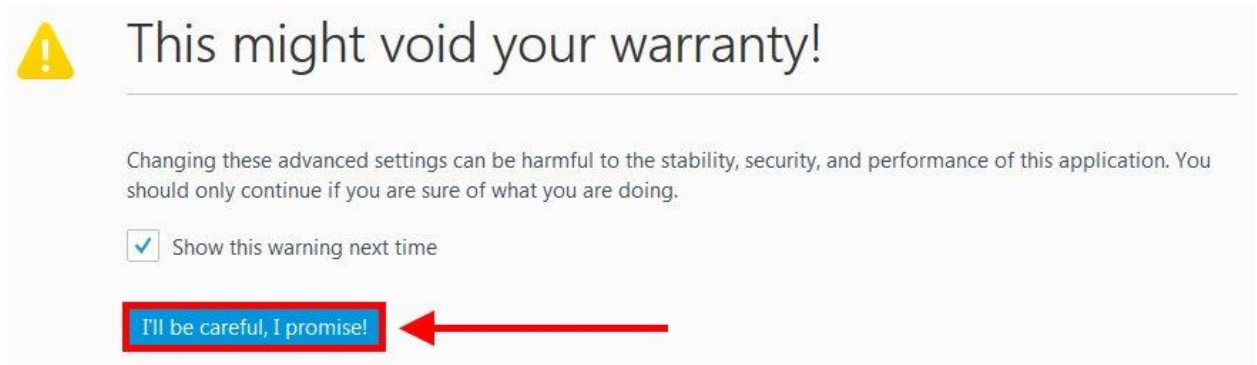 This might void your warranty!
Changing these advanced settings can be harmful to the stability, security, and performance of this application. You
should only continue if you are sure of what you are doing.
Show this warning next time
I'll be careful, I promise!